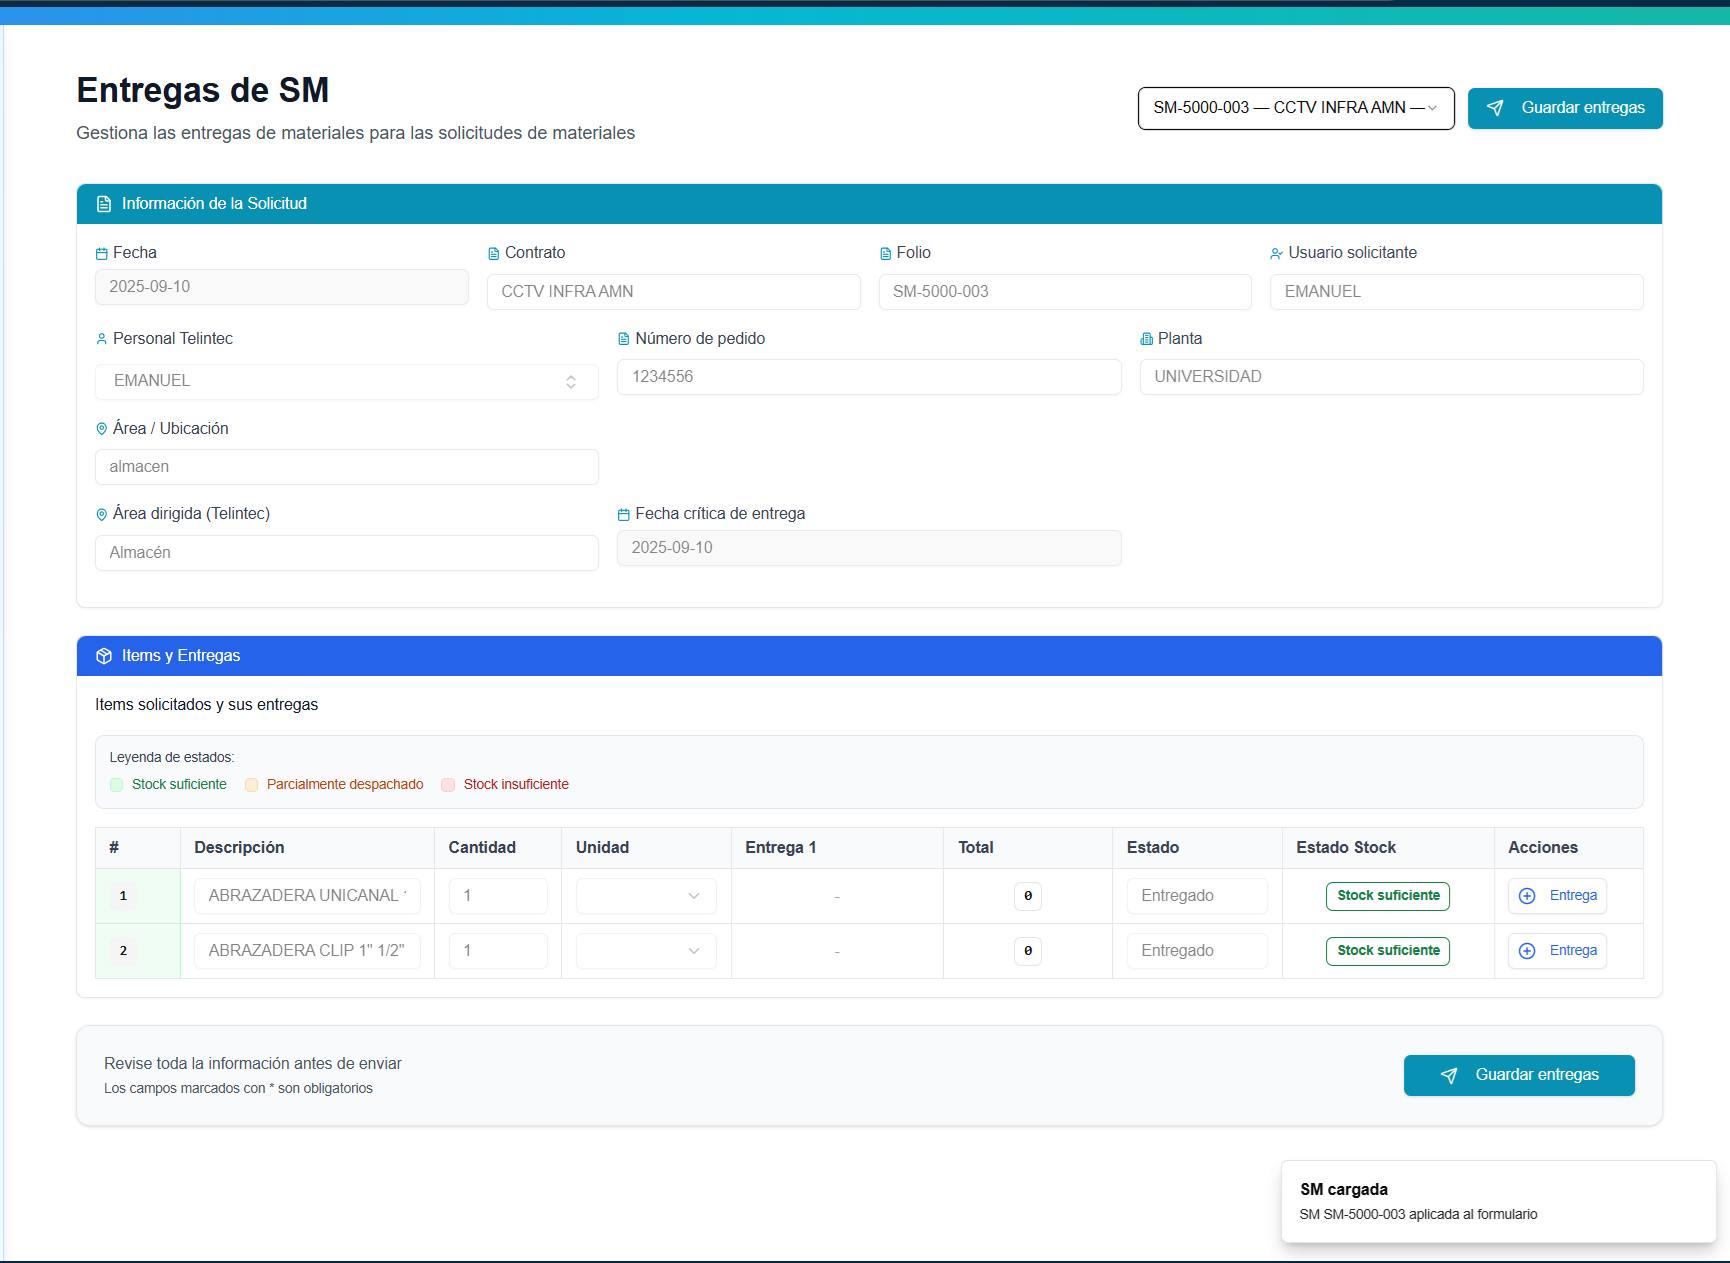 Entregas de SM
Gestiona las entregas de materiales para las solicitudes de materiales
SM-5000-003 — CCTV INFRA AMN —
Guardar entregas
Información de la Solicitud
Fecha
Contrato
Folio
Usuario solicitante
2025-09-10
CCTV INFRA AMN
SM-5000-003
EMANUEL
Personal Telintec
Número de pedido
Planta
EMANUEL
1234556
UNIVERSIDAD
Área / Ubicación
almacen
Área dirigida (Telintec)
Fecha crítica de entrega
Almacén
2025-09-10
Items y Entregas
Items solicitados y sus entregas
Leyenda de estados:
Stock suficiente
Parcialmente despachado
Stock insuficiente
# Descripción Cantidad Unidad Entrega 1 Total Estado Estado Stock Acciones
1 ABRAZADERA UNICANAL 1 - 0 Entregado Stock suficiente Entrega
2 ABRAZADERA CLIP 1" 1/2" 1 - 0 Entregado Stock suficiente Entrega
Revise toda la información antes de enviar
Los campos marcados con * son obligatorios
Guardar entregas
SM cargada
SM SM-5000-003 aplicada al formulario